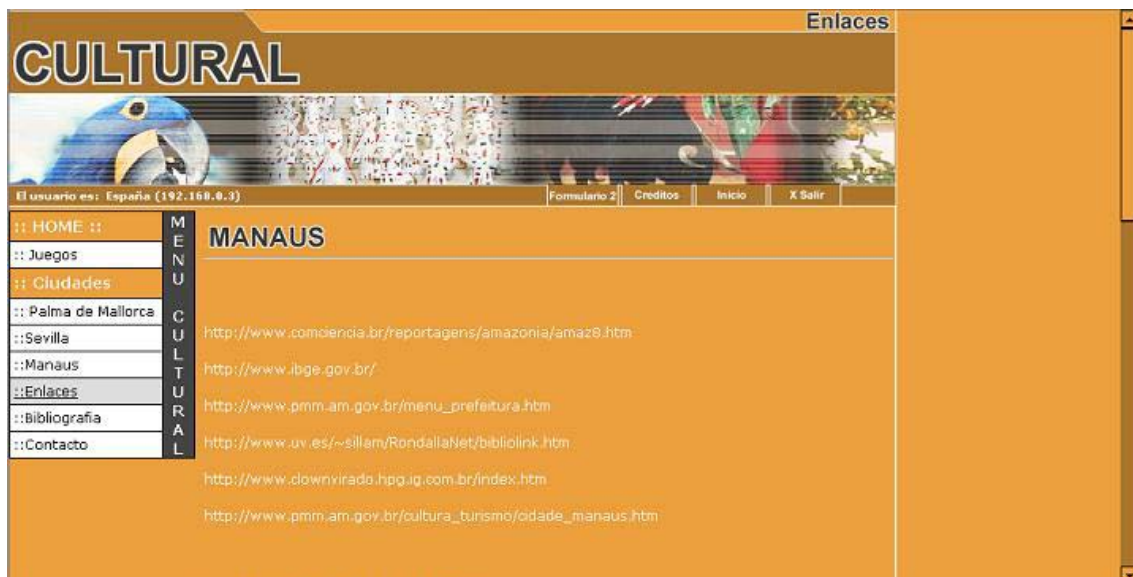 Enlaces
CULTURAL
El usuario es: España (192.168.0.3)
Formulario 2 Creditos Inicio X Salir
:: HOME ::
:: Juegos
:: Ciudades
:: Palma de Mallorca
::Sevilla
::Manaus
::Enlaces
::Bibliografia
::Contacto
MENU CULTURAL
MANAUS
http://www.comciencia.br/reportagens/amazonia/amaz8.htm
http://www.ibge.gov.br/
http://www.pmm.am.gov.br/menu_prefeitura.htm
http://www.uv.es/~sillam/RondallaNet/bibliolink.htm
http://www.clownvirado.hpg.ig.com.br/index.htm
http://www.pmm.am.gov.br/cultura_turismo/cidade_manaus.htm